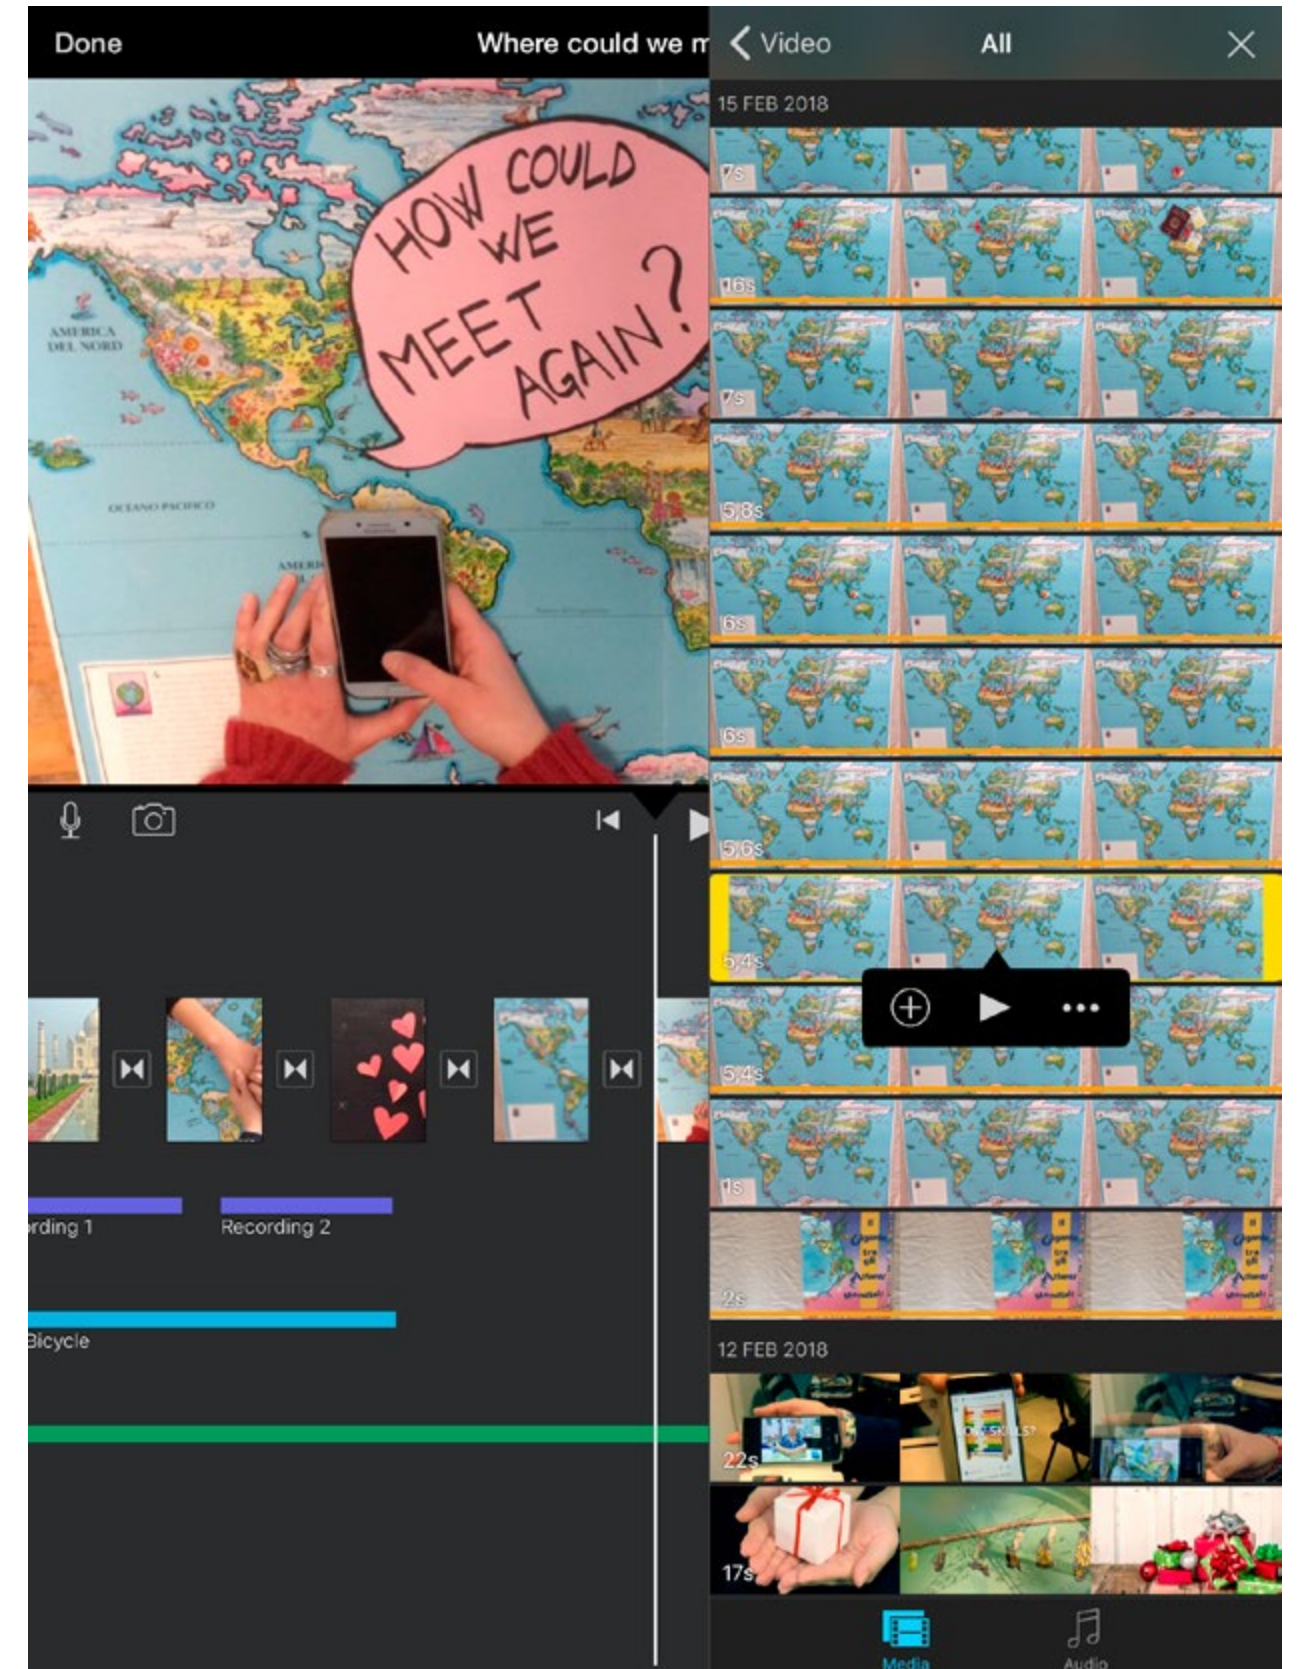 Done
Where could we m
Video
All
15 FEB 2018
HOW COULD
WE
MEET
AGAIN?
AMERICA
DEL NORD
OCEANO PACIFICO
7s
16s
7s
5,8s
6s
6s
5,6s
5,4s
5,4s
1s
2s
ording 1
Recording 2
Bicycle
12 FEB 2018
22s
17s
Media
Audio